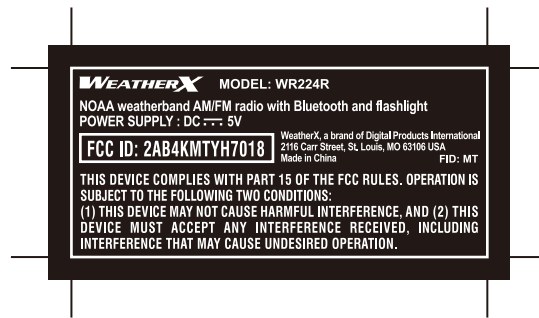 WEATHERX MODEL: WR224R
NOAA weatherband AM/FM radio with Bluetooth and flashlight
POWER SUPPLY : DC ⎓ 5V
FCC ID: 2AB4KMTYH7018
WeatherX, a brand of Digital Products International
2116 Carr Street, St, Louis, MO 63106 USA
Made in China FID: MT
THIS DEVICE COMPLIES WITH PART 15 OF THE FCC RULES. OPERATION IS
SUBJECT TO THE FOLLOWING TWO CONDITIONS:
(1) THIS DEVICE MAY NOT CAUSE HARMFUL INTERFERENCE, AND (2) THIS
DEVICE MUST ACCEPT ANY INTERFERENCE RECEIVED, INCLUDING
INTERFERENCE THAT MAY CAUSE UNDESIRED OPERATION.